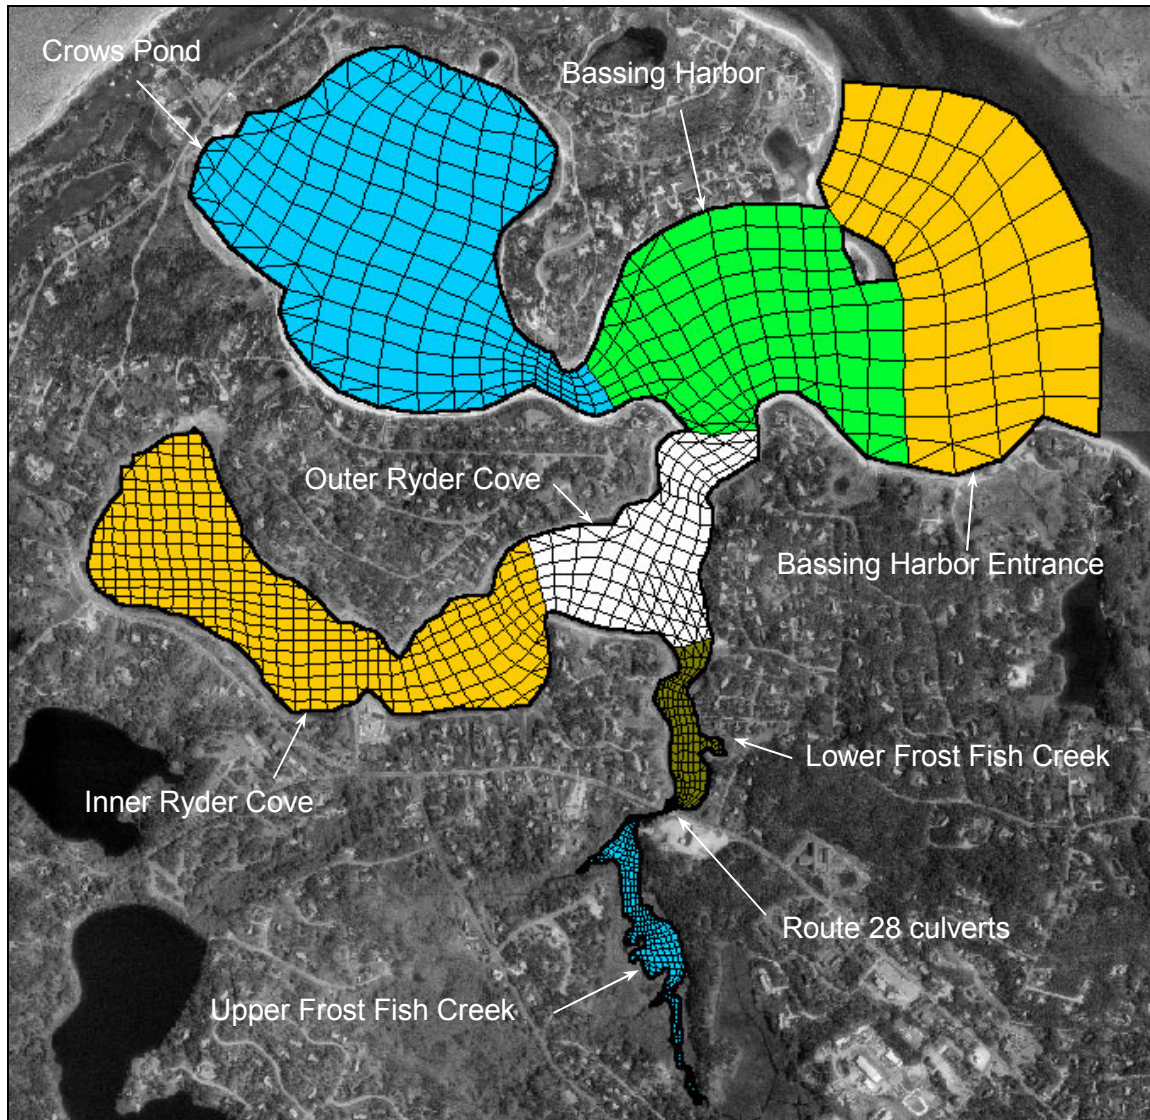 Crows Pond
Bassing Harbor
Outer Ryder Cove
Bassing Harbor Entrance
Lower Frost Fish Creek
Inner Ryder Cove
Route 28 culverts
Upper Frost Fish Creek